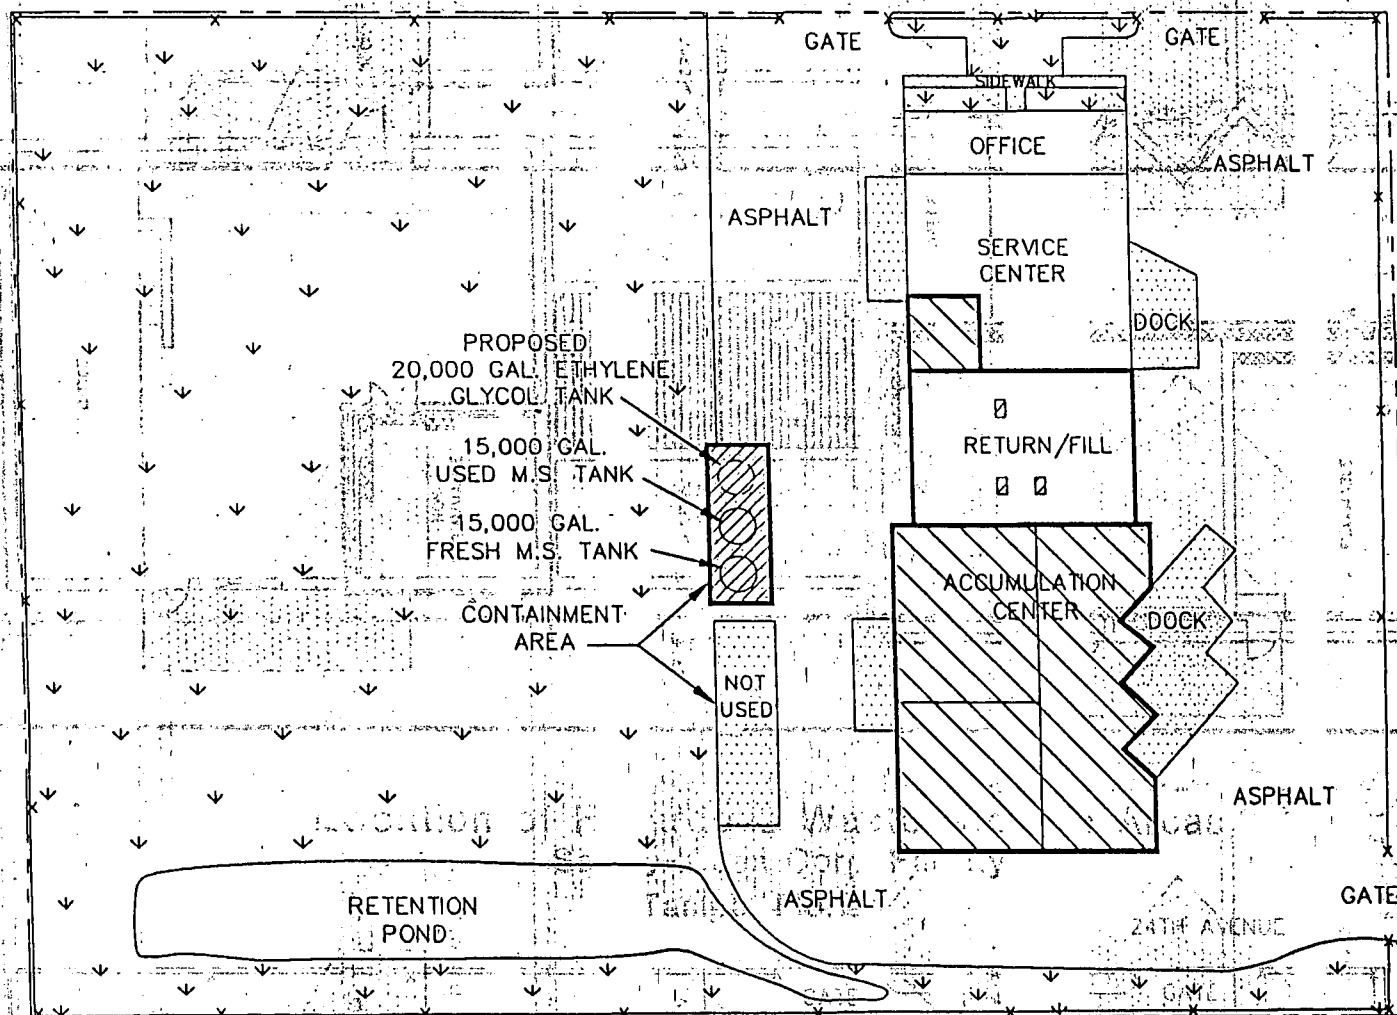 GATE
GATE
SIDEWALK
OFFICE
ASPHALT
ASPHALT
SERVICE
CENTER
DOCK
PROPOSED
20,000 GAL. ETHYLENE
GLYCOL TANK
15,000 GAL.
USED M.S. TANK
15,000 GAL.
FRESH M.S. TANK
CONTAINMENT
AREA
RETURN/FILL
ACCUMULATION
CENTER
DOCK
NOT
USED
ASPHALT
ASPHALT
GATE
RETENTION
POND
24TH AVENUE